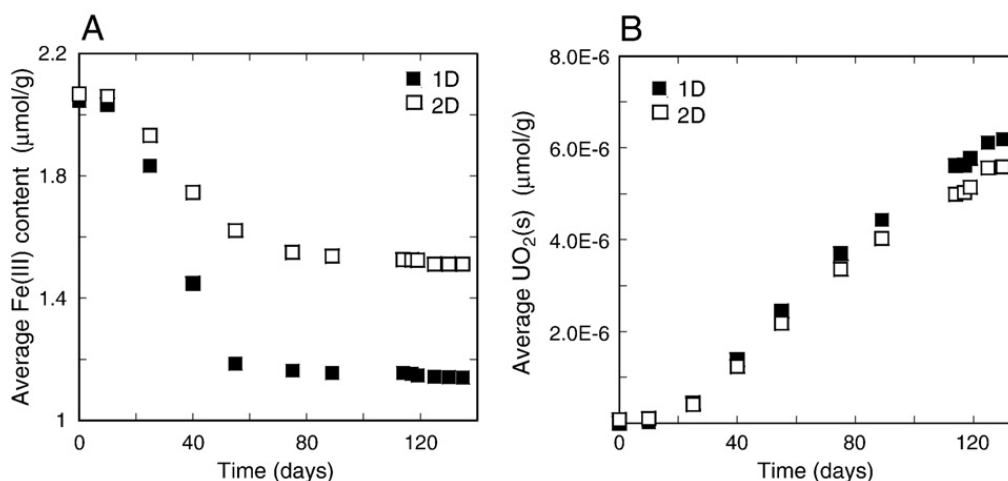 A
2.2
1.8
1.4
1
0
40
80
120
Time (days)
Average Fe(III) content (μmol/g)
1D
2D
B
8.0E-6
6.0E-6
4.0E-6
2.0E-6
0
40
80
120
Time (days)
Average UO₂(s) (μmol/g)
1D
2D